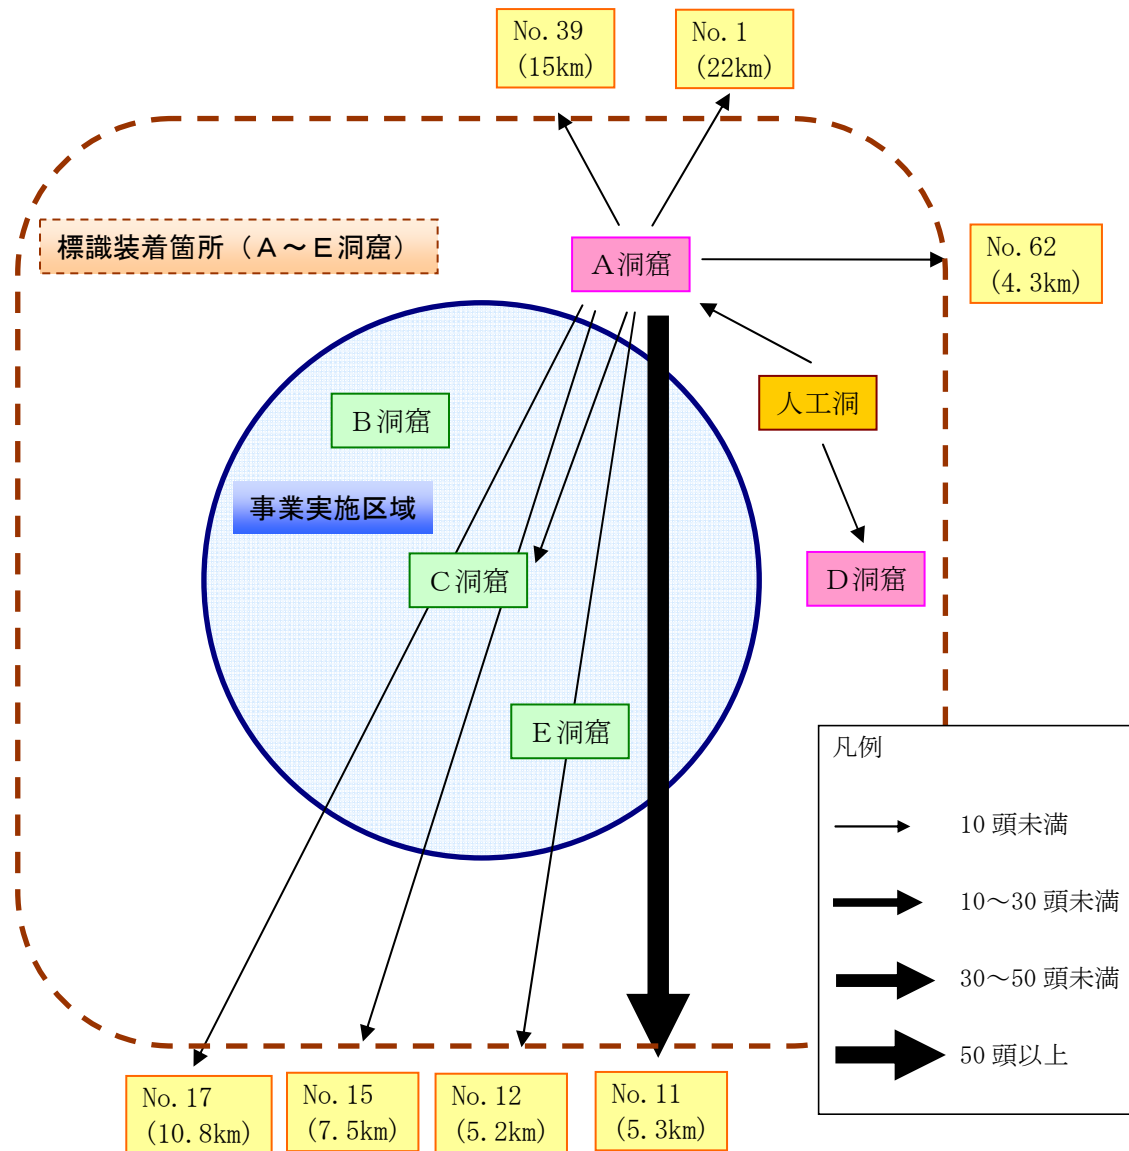 No.39
(15km)
No.1
(22km)
標識装着箇所（A～E洞窟）
A洞窟
No.62
(4.3km)
B洞窟
人工洞
事業実施区域
C洞窟
D洞窟
E洞窟
凡例
10頭未満
10～30頭未満
30～50頭未満
50頭以上
No.17
(10.8km)
No.15
(7.5km)
No.12
(5.2km)
No.11
(5.3km)